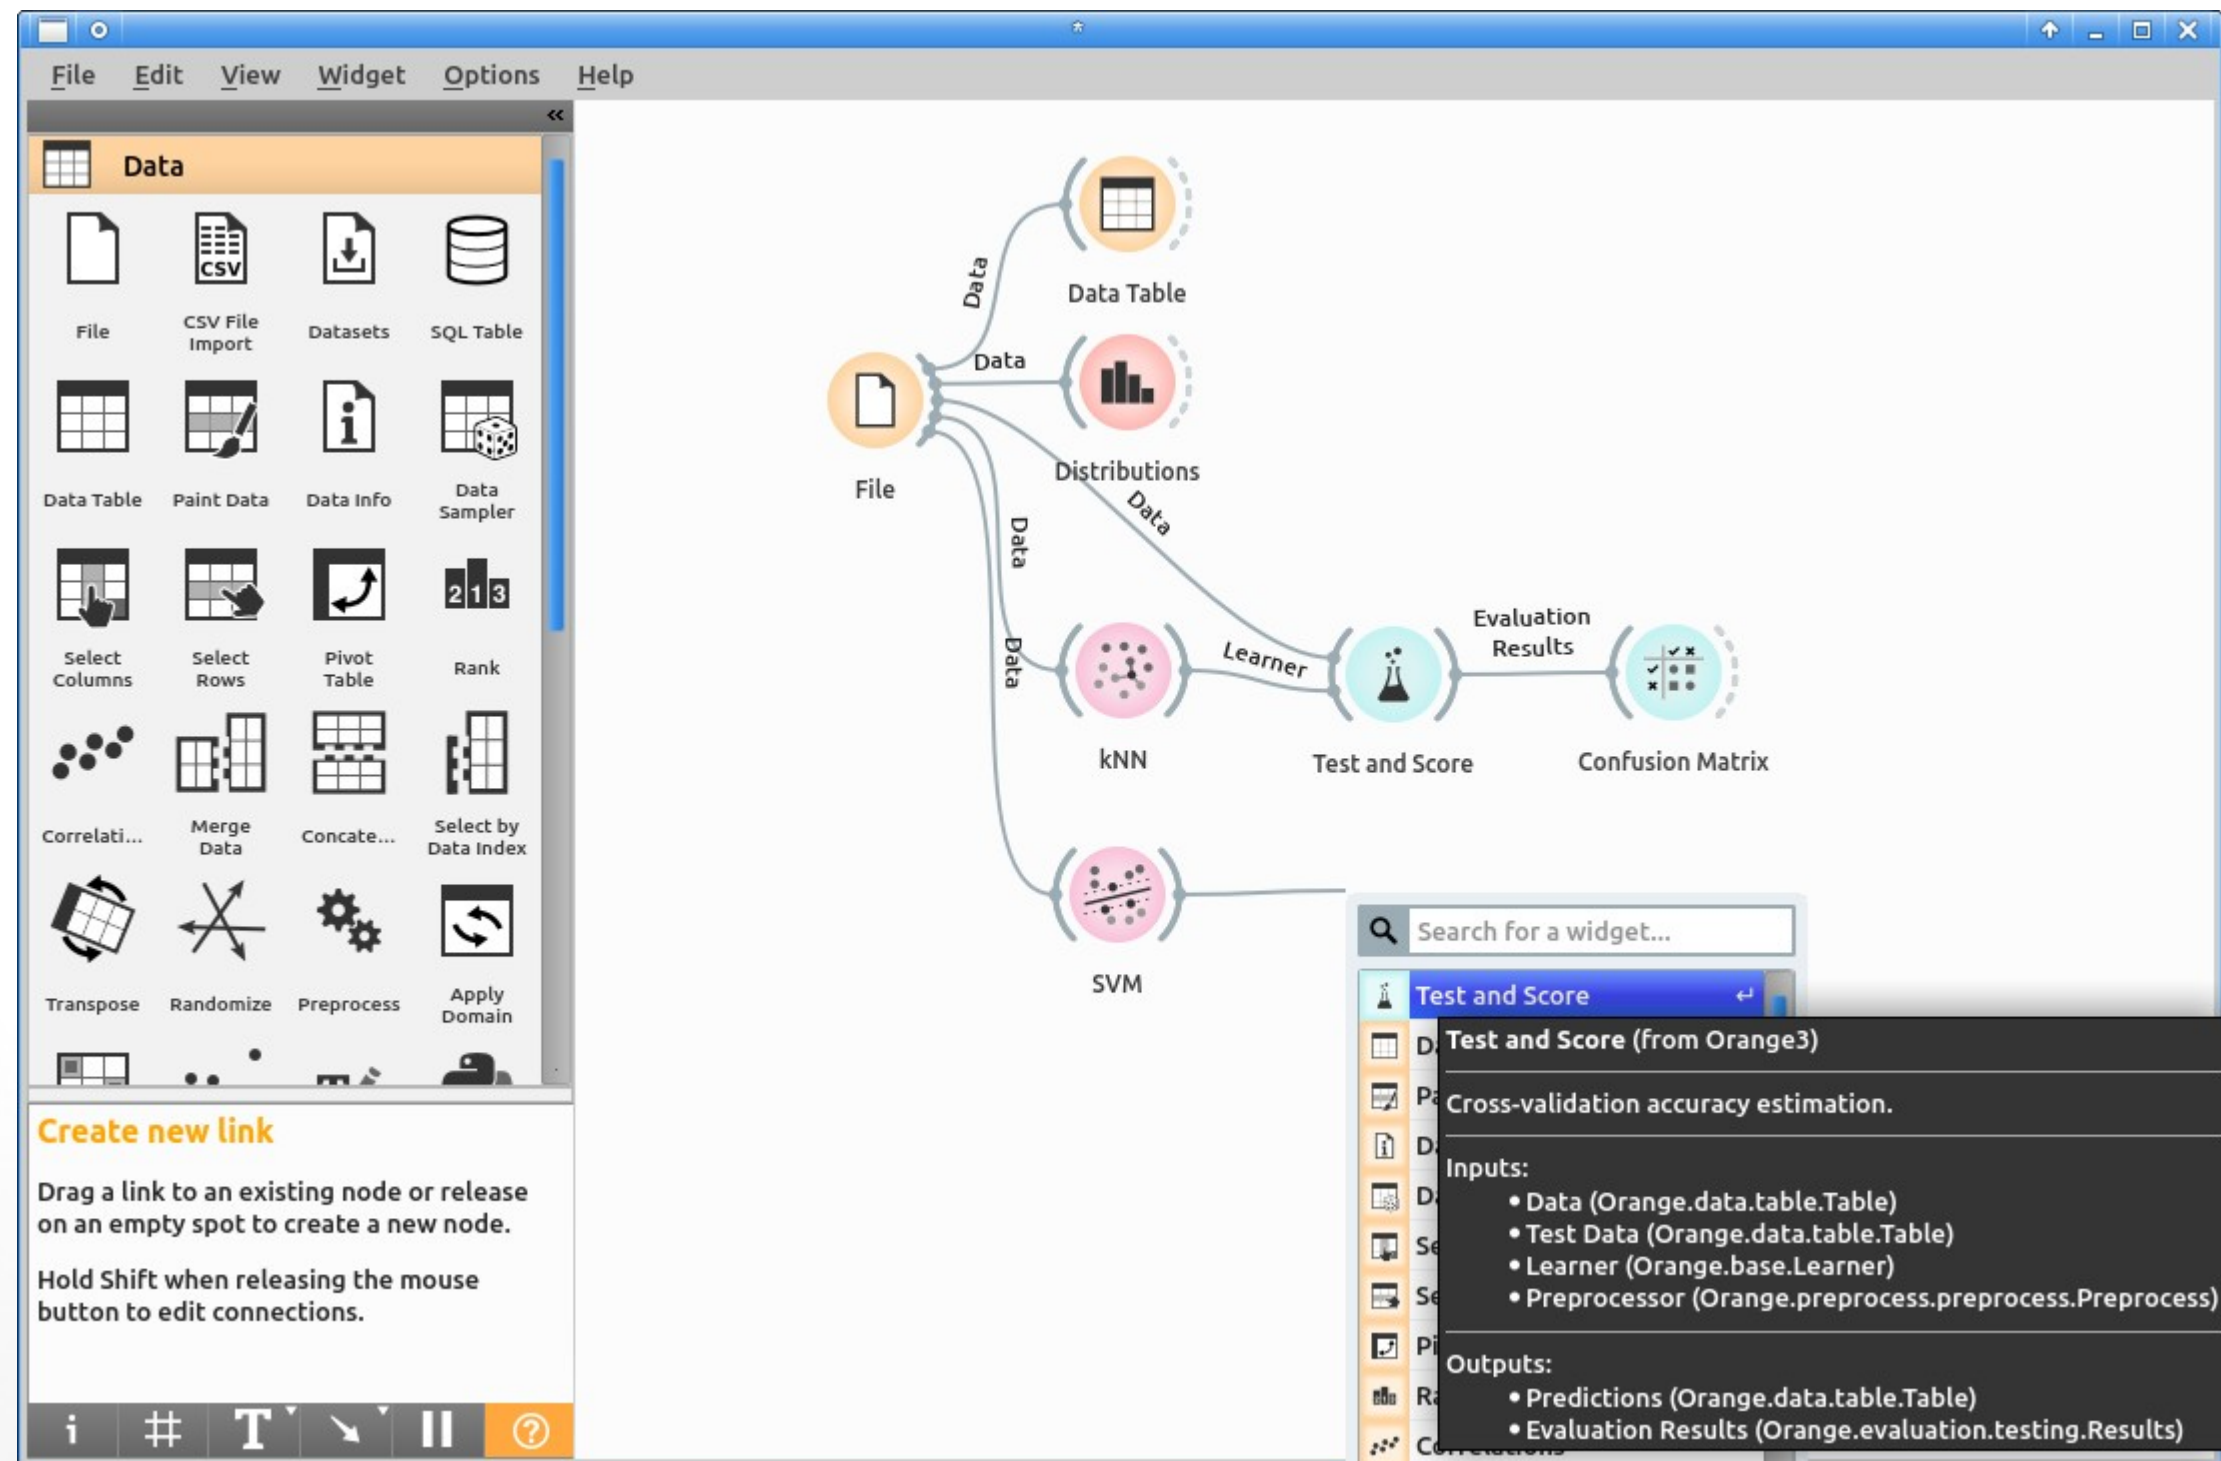 *
File Edit View Widget Options Help
«
Data
File
CSV File
Import
Datasets
SQL Table
CSV
Data Table
Paint Data
Data Info
Data
Sampler
Select
Columns
Select
Rows
Pivot
Table
Rank
2 1 3
Correlati...
Merge
Data
Concate...
Select by
Data Index
Transpose
Randomize
Preprocess
Apply
Domain
Create new link
Drag a link to an existing node or release
on an empty spot to create a new node.
Hold Shift when releasing the mouse
button to edit connections.
i # T ?
Data Table
Data
Data
Distributions
File
Data
Data
Data
Learner
Evaluation
Results
kNN
Test and Score
Confusion Matrix
SVM
Search for a widget...
Test and Score
Test and Score (from Orange3)
Cross-validation accuracy estimation.
Inputs:
• Data (Orange.data.table.Table)
• Test Data (Orange.data.table.Table)
• Learner (Orange.base.Learner)
• Preprocessor (Orange.preprocess.preprocess.Preprocess)
Outputs:
• Predictions (Orange.data.table.Table)
• Evaluation Results (Orange.evaluation.testing.Results)